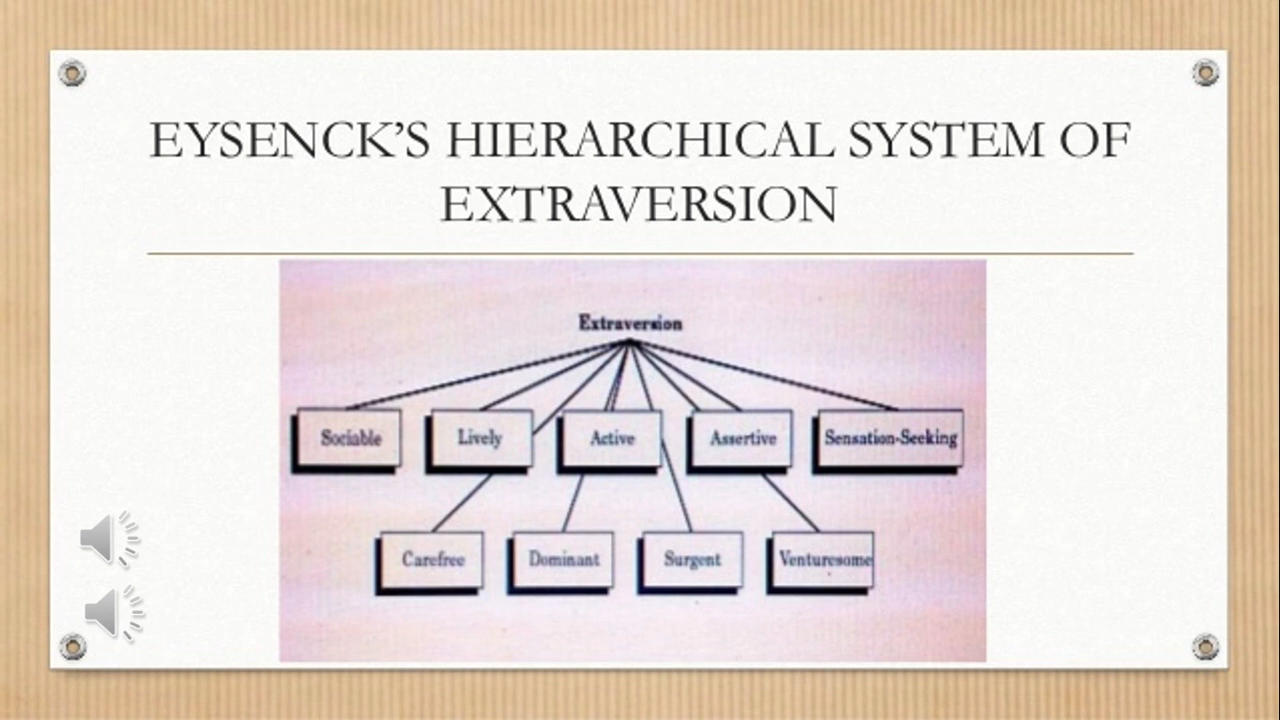 EYSENCK’S HIERARCHICAL SYSTEM OF
EXTRAVERSION
Extraversion
Sociable
Lively
Active
Assertive
Sensation-Seeking
Carefree
Dominant
Surgent
Venturesome